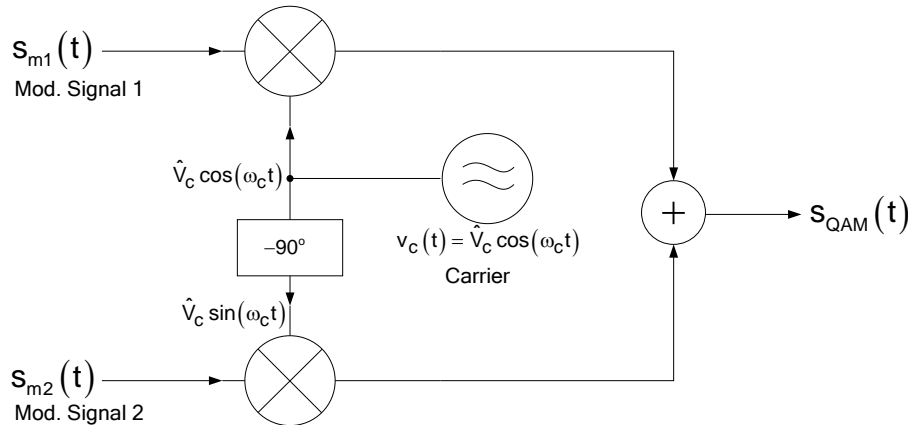 s_m1(t)
Mod. Signal 1
V̂_c cos(ω_c t)
−90°
v_c(t) = V̂_c cos(ω_c t)
Carrier
+
s_QAM(t)
V̂_c sin(ω_c t)
s_m2(t)
Mod. Signal 2